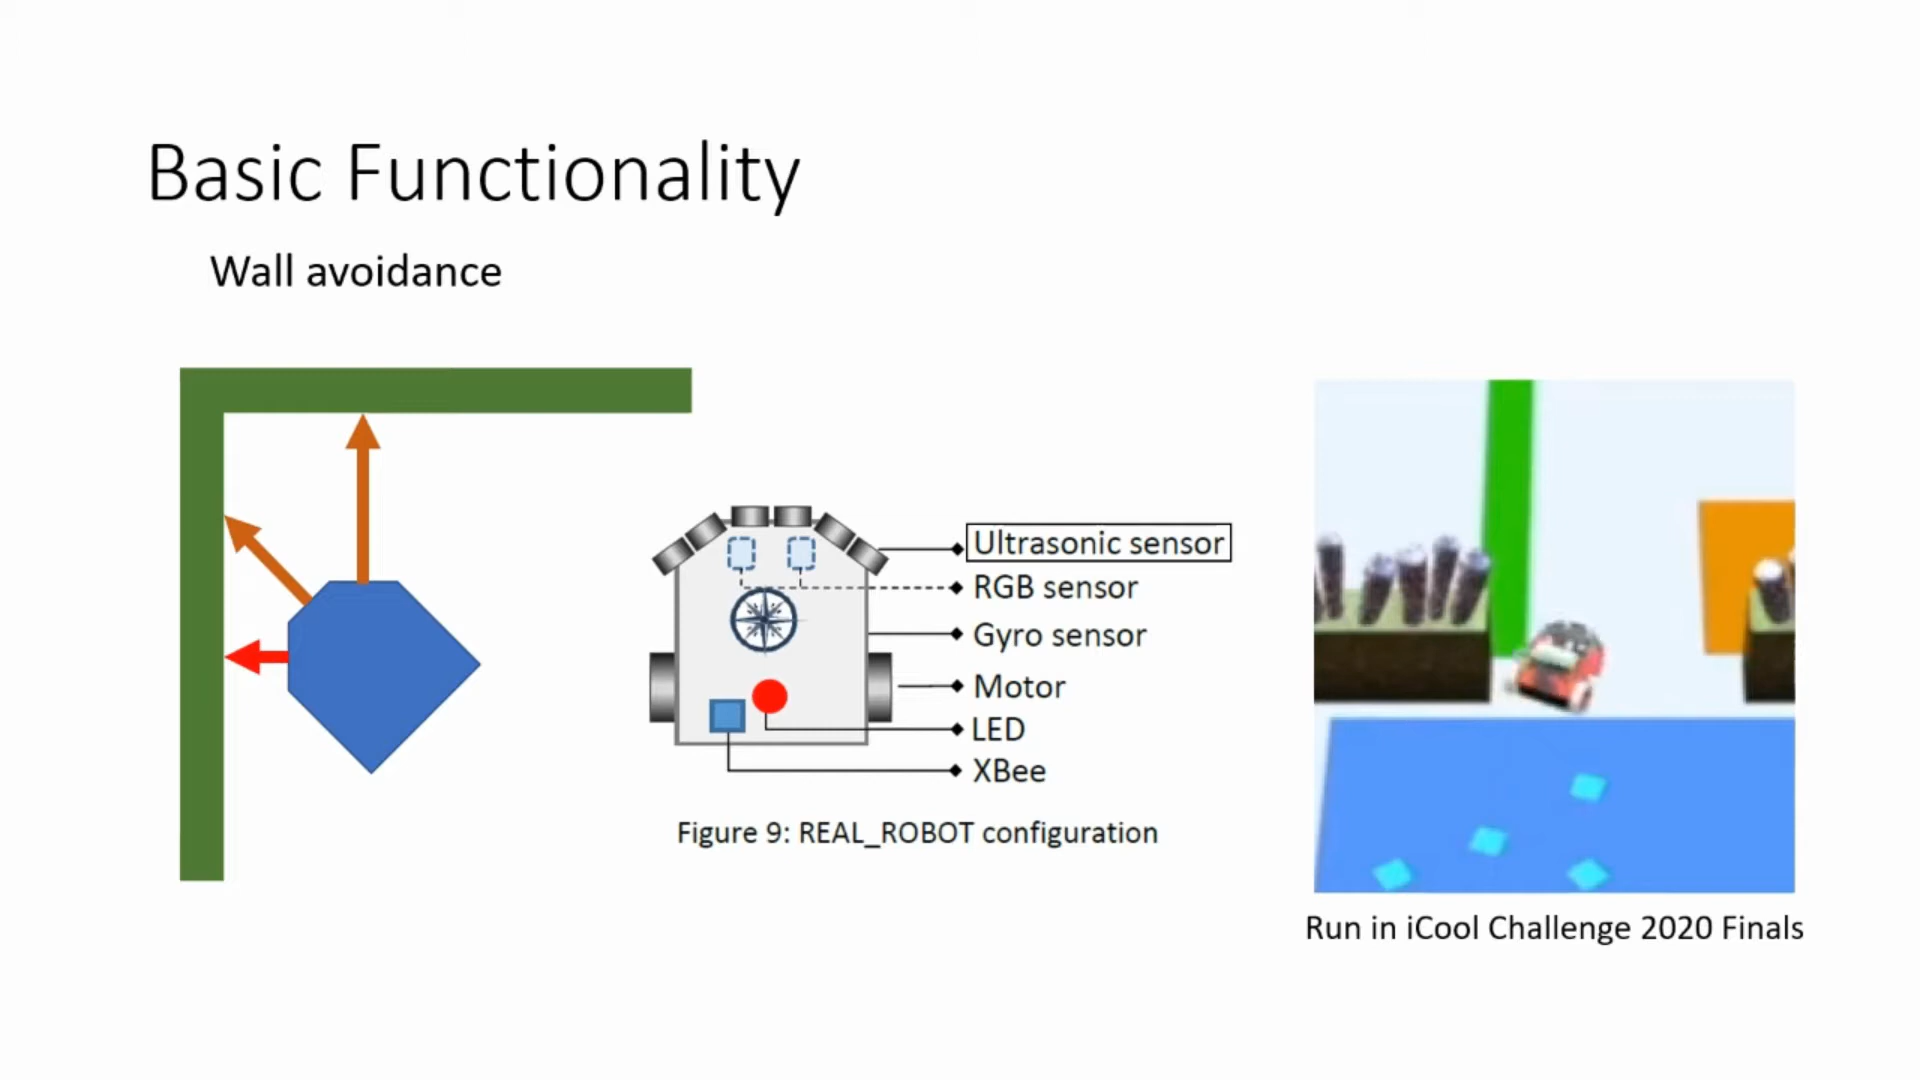 Basic Functionality
Wall avoidance
Ultrasonic sensor
RGB sensor
Gyro sensor
Motor
LED
XBee
Figure 9: REAL_ROBOT configuration
Run in iCool Challenge 2020 Finals